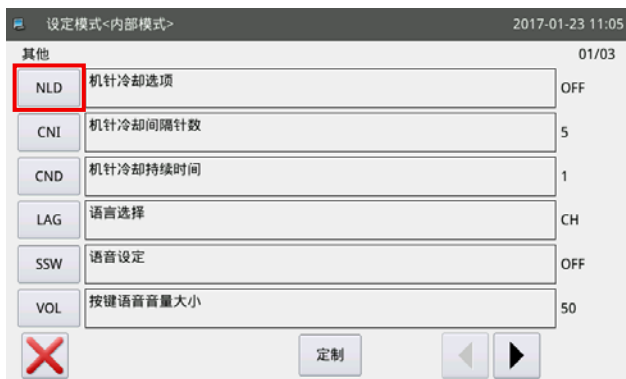 设定模式<内部模式> 2017-01-23 11:05
其他 01/03
NLD 机针冷却选项 OFF
CNI 机针冷却间隔针数 5
CND 机针冷却持续时间 1
LAG 语言选择 CH
SSW 语音设定 OFF
VOL 按键语音音量大小 50
定制